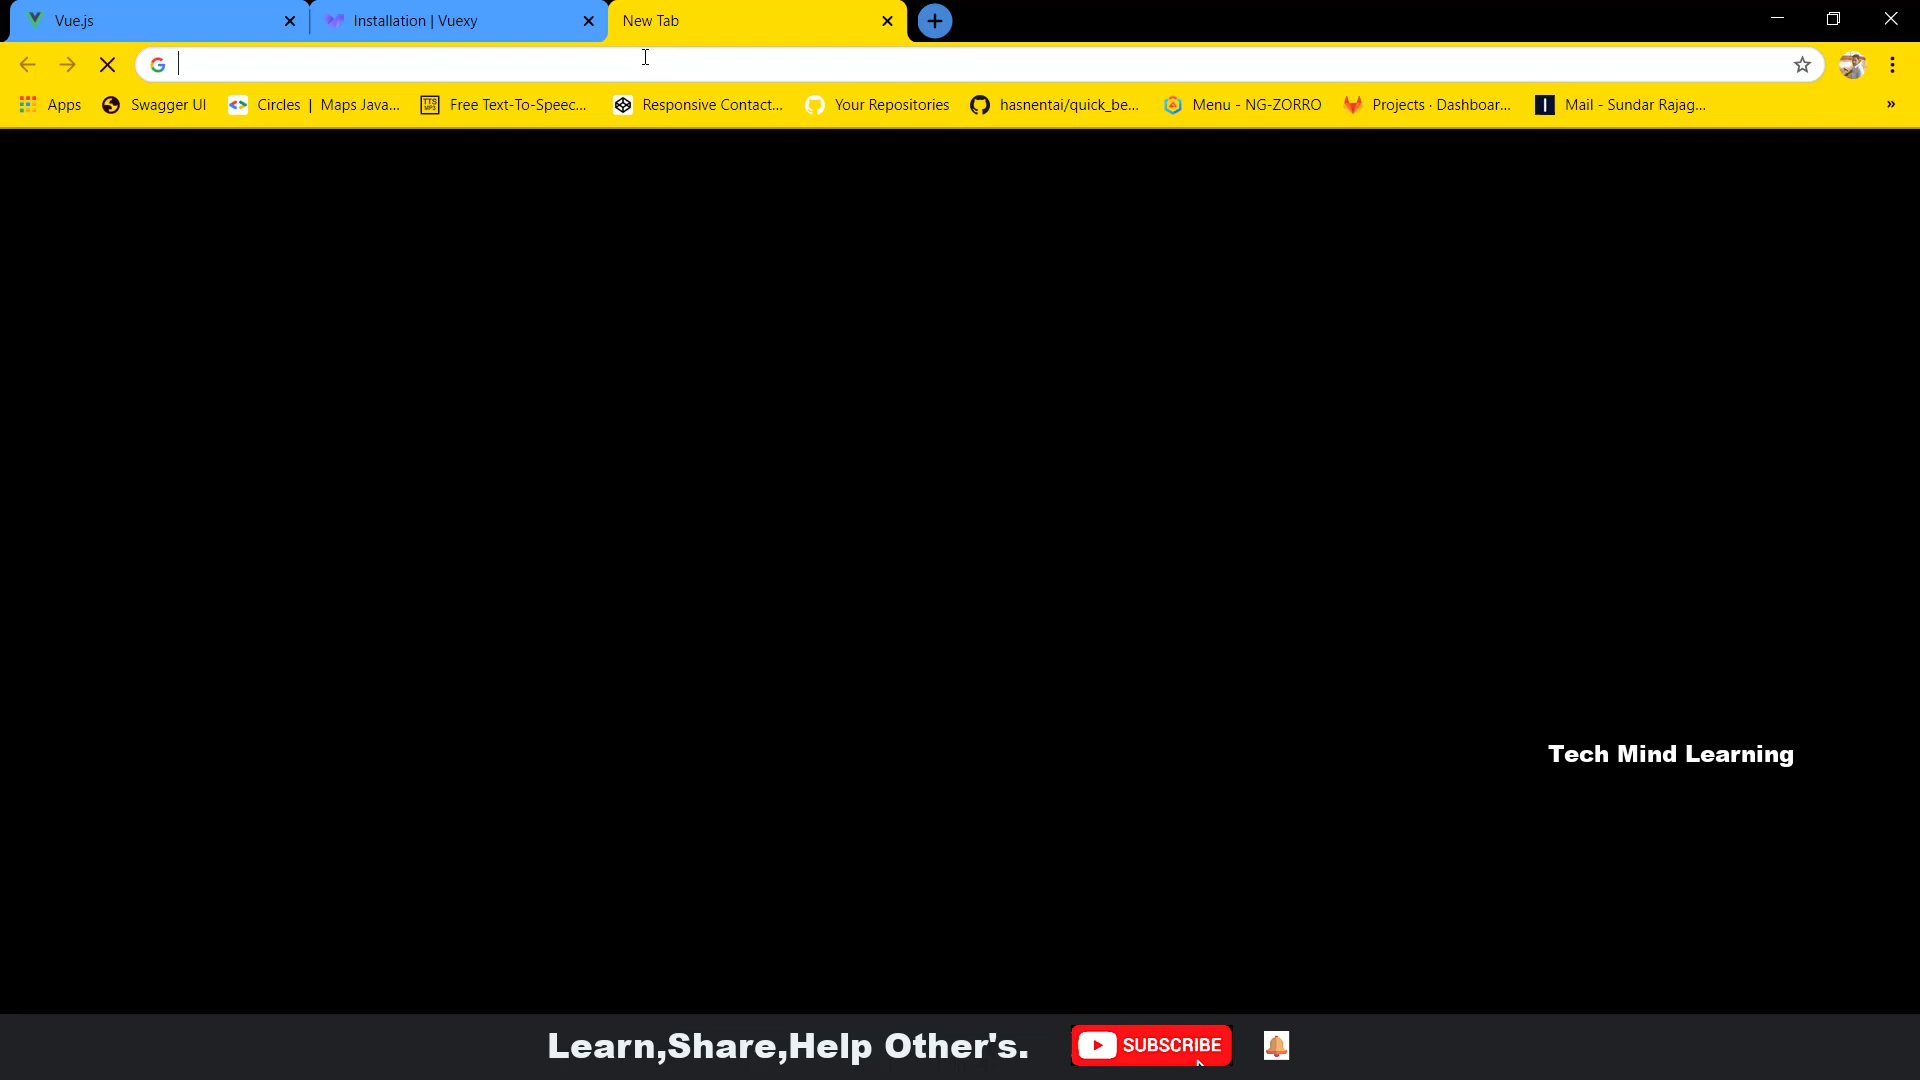 Vue.js
Installation | Vuexy
New Tab
Apps
Swagger UI
Circles | Maps Java...
TTS MP3
Free Text-To-Speec...
Responsive Contact...
Your Repositories
hasnentai/quick_be...
Menu - NG-ZORRO
Projects · Dashboar...
Mail - Sundar Rajag...
»
Tech Mind Learning
Learn,Share,Help Other's.
SUBSCRIBE